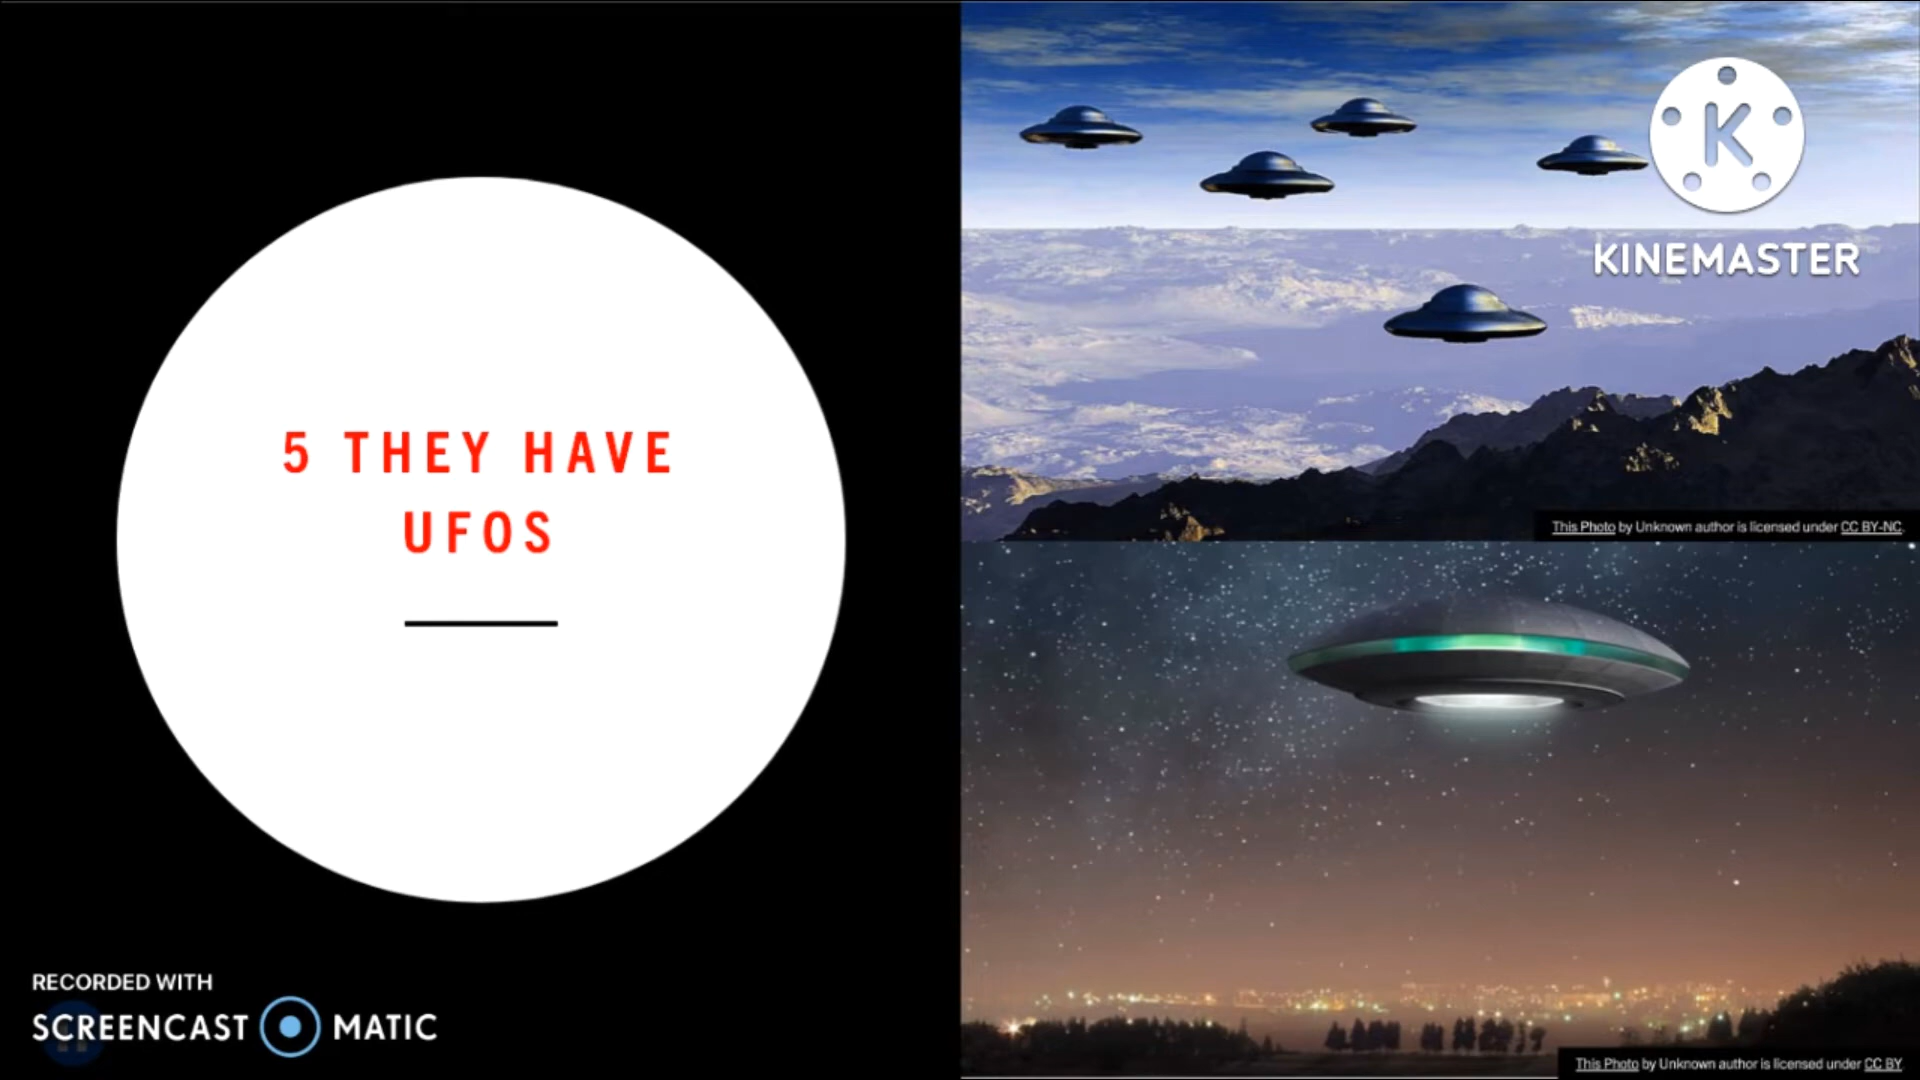 5 THEY HAVE
UFOS
KINEMASTER
This Photo by Unknown author is licensed under CC BY-NC.
RECORDED WITH
SCREENCAST MATIC
This Photo by Unknown author is licensed under CC BY.